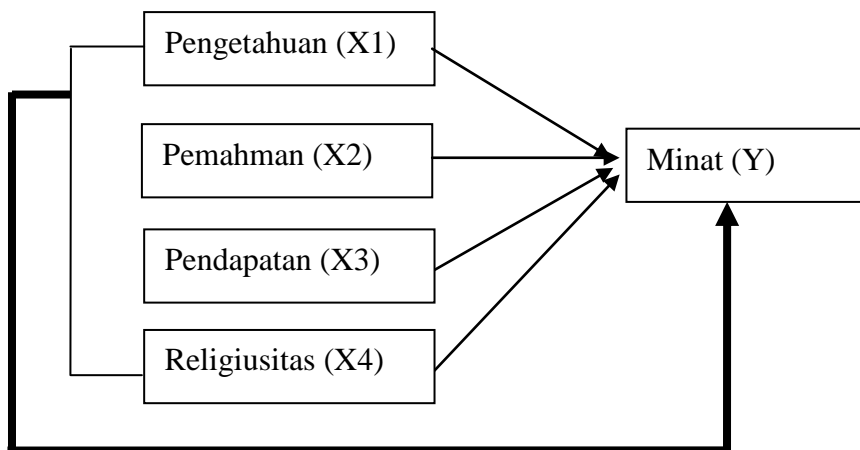 Pengetahuan (X1)
Pemahman (X2)
Minat (Y)
Pendapatan (X3)
Religiusitas (X4)